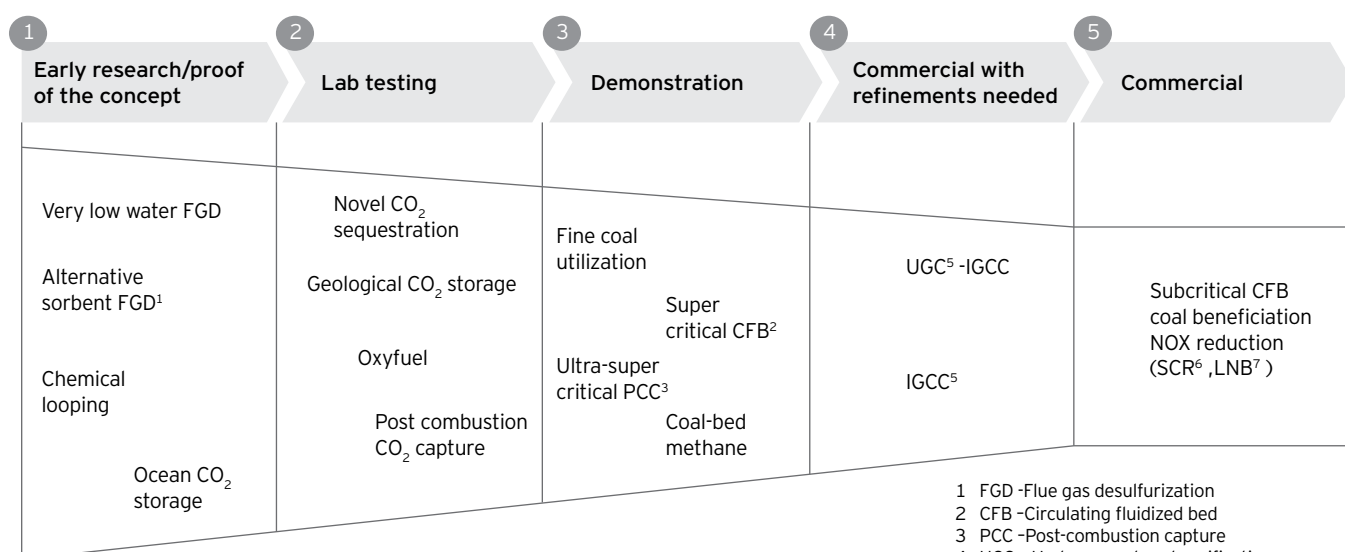 1
Early research/proof
of the concept
2
Lab testing
3
Demonstration
4
Commercial with
refinements needed
5
Commercial
Very low water FGD
Alternative
sorbent FGD¹
Chemical
looping
Ocean CO₂
storage
Novel CO₂
sequestration
Geological CO₂ storage
Oxyfuel
Post combustion
CO₂ capture
Fine coal
utilization
Super
critical CFB²
Ultra-super
critical PCC³
Coal-bed
methane
UGC⁵ -IGCC
IGCC⁵
Subcritical CFB
coal beneficiation
NOX reduction
(SCR⁶ ,LNB⁷ )
1 FGD -Flue gas desulfurization
2 CFB -Circulating fluidized bed
3 PCC -Post-combustion capture